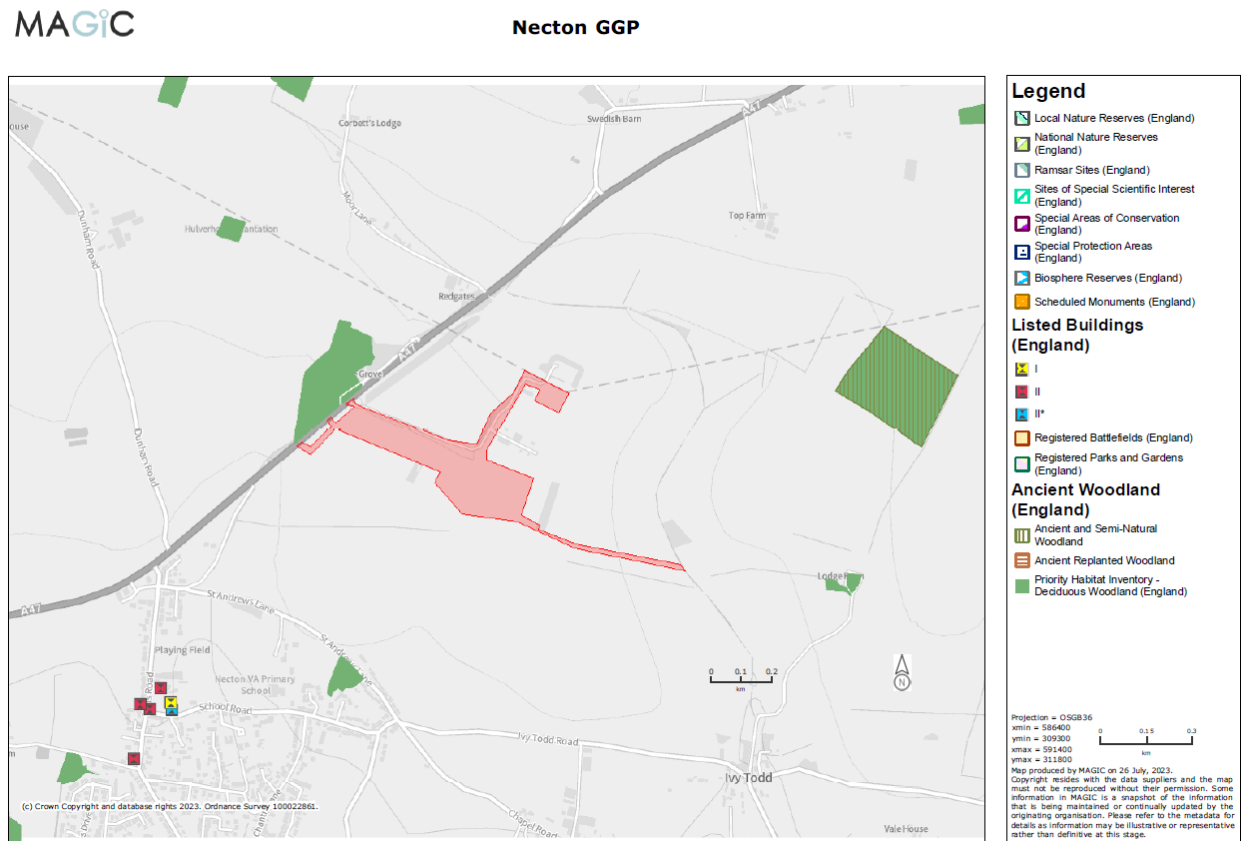 MAGiC
Necton GGP
Corbett's Lodge
Swedish Barn
A47
ouse
Moor Lane
Dunham Road
Top Farm
Redgates
A47
Grove
Dunham Road
Lodge Farm
A47
St Andrews Lane
Playing Field
Necton VA Primary
School
School Road
Ivy Todd Road
Ivy Todd
Chapel Road
Vale House
0 0.1 0.2
km
N
(c) Crown Copyright and database rights 2023. Ordnance Survey 100022861.
Legend
Local Nature Reserves (England)
National Nature Reserves
(England)
Ramsar Sites (England)
Sites of Special Scientific Interest
(England)
Special Areas of Conservation
(England)
Special Protection Areas
(England)
Biosphere Reserves (England)
Scheduled Monuments (England)
Listed Buildings
(England)
I
II
II*
Registered Battlefields (England)
Registered Parks and Gardens
(England)
Ancient Woodland
(England)
Ancient and Semi-Natural
Woodland
Ancient Replanted Woodland
Priority Habitat Inventory -
Deciduous Woodland (England)
Projection = OSGB36
xmin = 586400
ymin = 309300
xmax = 591400
ymax = 311800
0 0.15 0.3
km
Map produced by MAGIC on 26 July, 2023.
Copyright resides with the data suppliers and the map
must not be reproduced without their permission. Some
information in MAGIC is a snapshot of the information
that is being maintained or continually updated by the
originating organisation. Please refer to the metadata for
details as information may be illustrative or representative
rather than definitive at this stage.